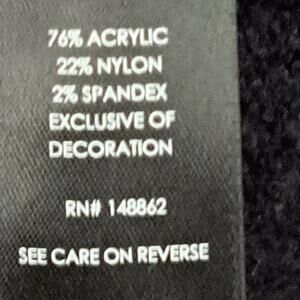 76% ACRYLIC
22% NYLON
2% SPANDEX
EXCLUSIVE OF
DECORATION
RN# 148862
SEE CARE ON REVERSE